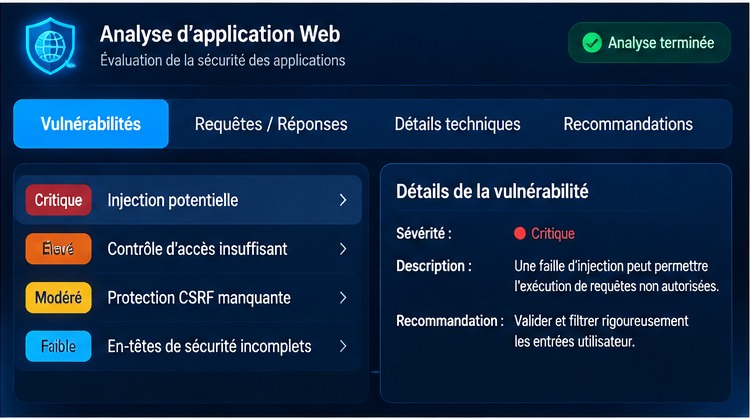 Analyse d'application Web
Évaluation de la sécurité des applications
Analyse terminée
Vulnérabilités
Requêtes / Réponses
Détails techniques
Recommandations
Critique
Injection potentielle
Élevé
Contrôle d'accès insuffisant
Modéré
Protection CSRF manquante
Faible
En-têtes de sécurité incomplets
Détails de la vulnérabilité
Sévérité :
Critique
Description :
Une faille d'injection peut permettre
l'exécution de requêtes non autorisées.
Recommandation :
Valider et filtrer rigoureusement
les entrées utilisateur.